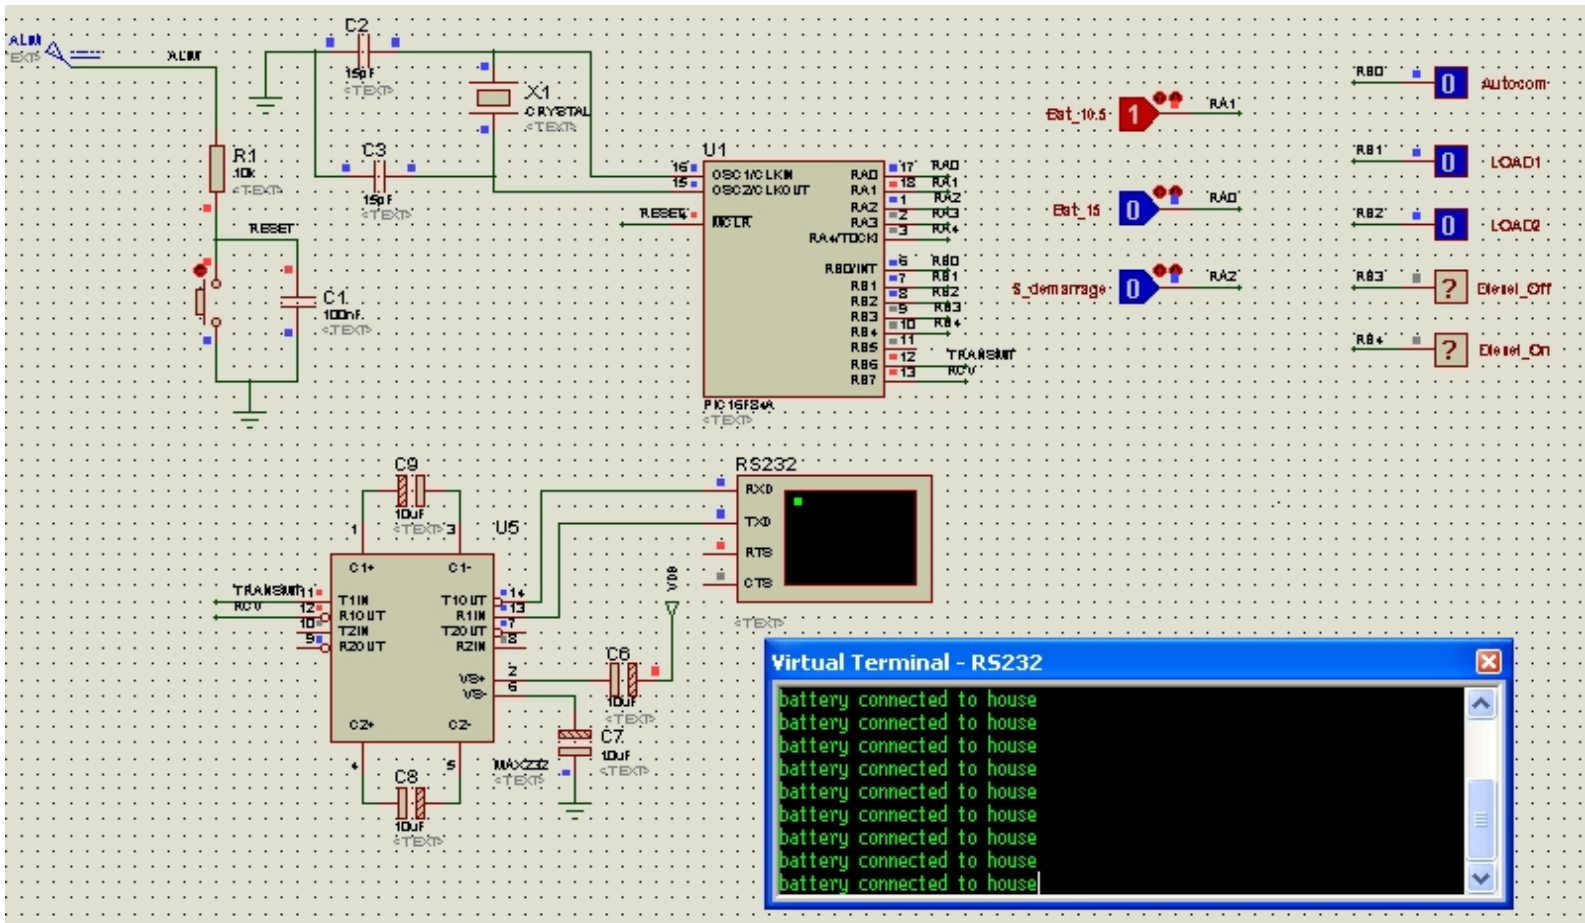 ALIM
ALIM
C2
15pF
<TEXT>
X1
CRYSTAL
<TEXT>
C3
15pF
<TEXT>
R1
10k
<TEXT>
RESET
C1
100nF
<TEXT>
U1
16 OSC1/CLKIN
15 OSC2/CLKOUT
RESET 4 MCLR
RA0 17 RA0
RA1 18 RA1
RA2 1 RA2
RA3 2 RA3
RA4/T0CKI 3 RA4
RB0/INT 6 RB0
RB1 7 RB1
RB2 8 RB2
RB3 9 RB3
RB4 10 RB4
RB5 11
RB6 12 TRANSMIT
RB7 13 RCV
PIC16F84A
<TEXT>
Bat_10.5 1 RA1
Bat_15 0 RA0
S_demarrage 0 RA2
RB0 0 Autocom
RB1 0 LOAD1
RB2 0 LOAD2
RB3 ? Diesel_Off
RB4 ? Diesel_On
C9
10uF
<TEXT>
1 3
U5
C1+ C1-
TRANSMIT 11 T1IN
RCV 12 R1OUT
10 T2IN
9 R2OUT
T1OUT 14
R1IN 13
T2OUT 7
R2IN 8
VS+ 2
VS- 6
C2+ C2-
4 5
MAX232
<TEXT>
C8
10uF
<TEXT>
C6
10uF
<TEXT>
C7
10uF
<TEXT>
RS232
RXD
TXD
RTS
CTS
<TEXT>
Virtual Terminal - RS232
battery connected to house
battery connected to house
battery connected to house
battery connected to house
battery connected to house
battery connected to house
battery connected to house
battery connected to house
battery connected to house